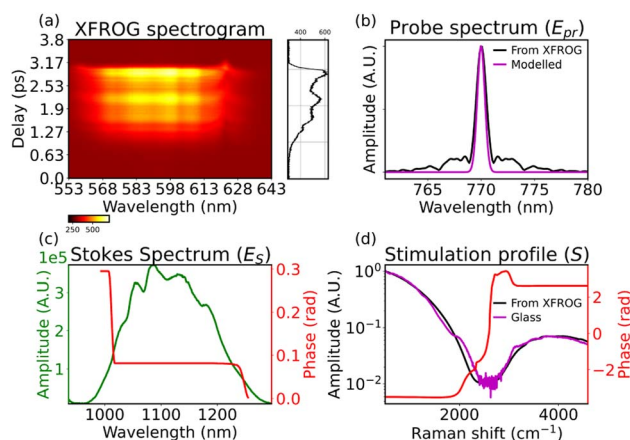 (a) XFROG spectrogram
Delay (ps)
3.8
3.17
2.53
1.9
1.27
0.63
0.0
553 568 583 598 613 628 643
Wavelength (nm)
400 600
250 500
(b) Probe spectrum (E_pr)
Amplitude (A.U.)
From XFROG
Modelled
765 770 775 780
Wavelength (nm)
(c) Stokes Spectrum (E_S)
1e5
Amplitude (A.U.)
3
2
1
1000 1100 1200
Wavelength (nm)
0.3
0.2
0.1
0.0
Phase (rad)
(d) Stimulation profile (S)
Amplitude (A.U.)
10⁰
10⁻¹
10⁻²
From XFROG
Glass
2000 4000
Raman shift (cm⁻¹)
2
0
−2
Phase (rad)